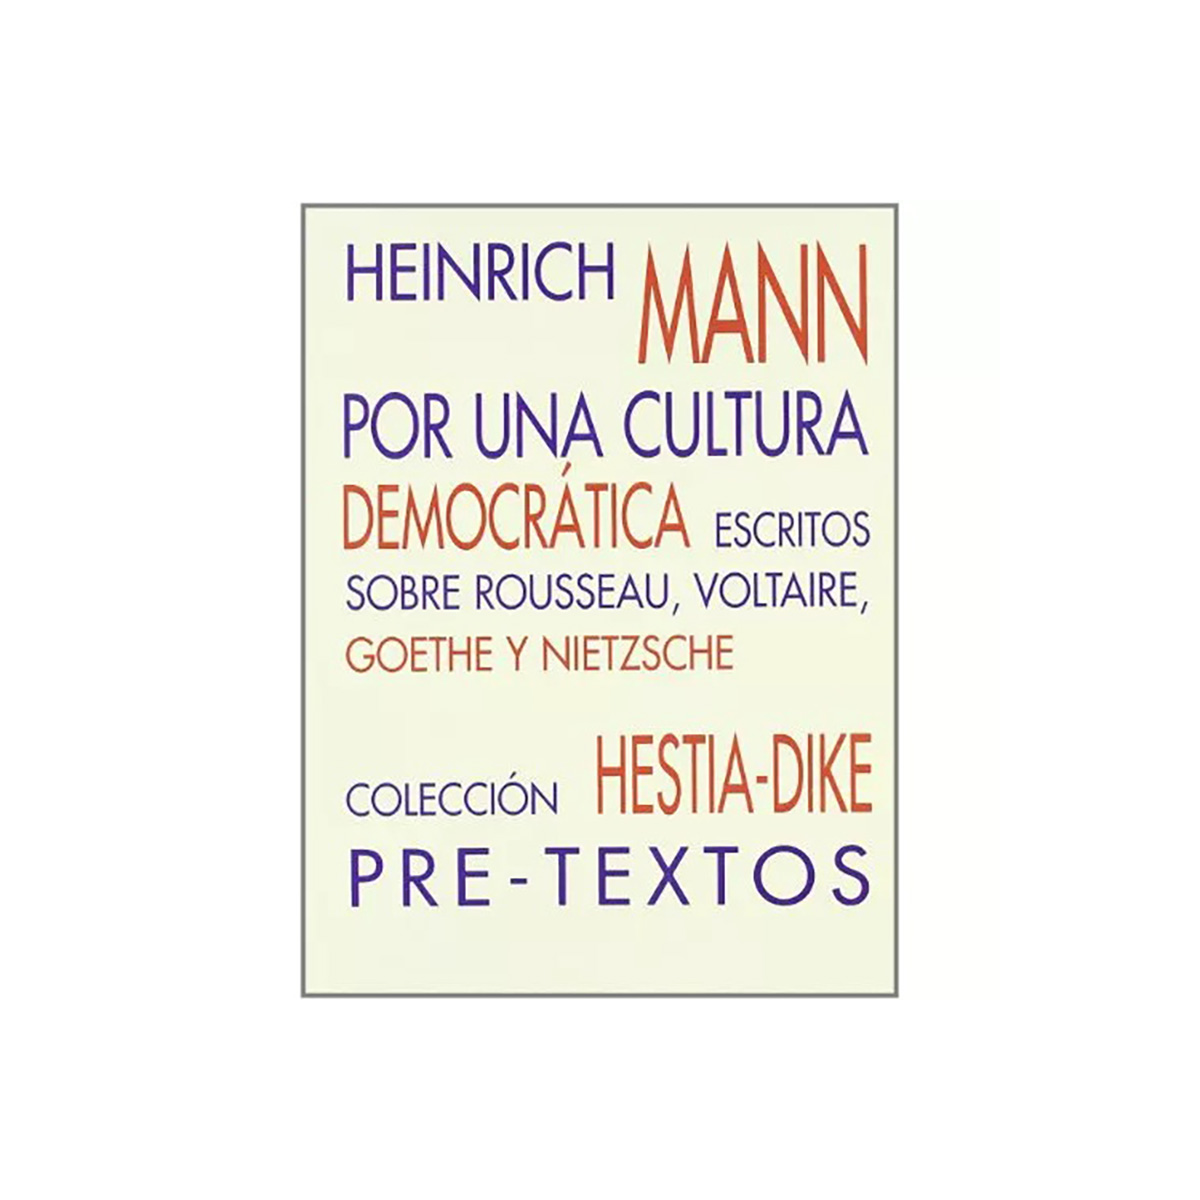 HEINRICH MANN
POR UNA CULTURA
DEMOCRÁTICA ESCRITOS
SOBRE ROUSSEAU, VOLTAIRE,
GOETHE Y NIETZSCHE
COLECCIÓN HESTIA-DIKE
PRE-TEXTOS